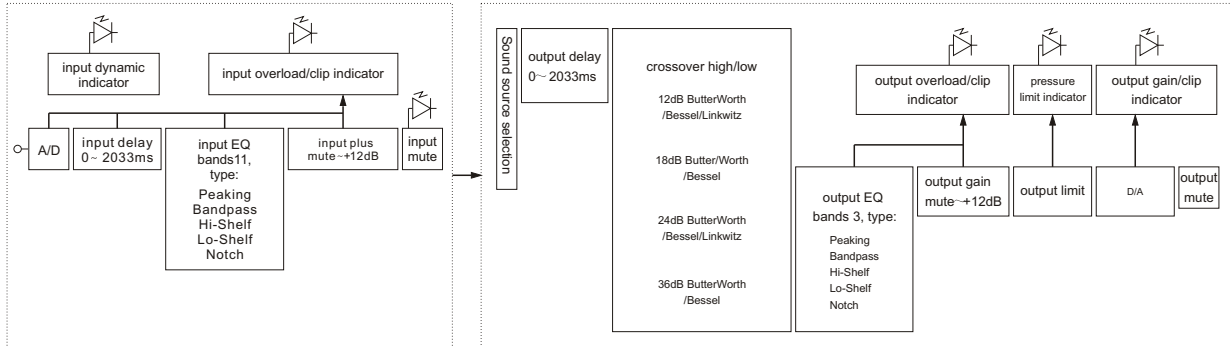 input dynamic
indicator
input overload/clip indicator
A/D
input delay
0~ 2033ms
input EQ
bands11,
type:
Peaking
Bandpass
Hi-Shelf
Lo-Shelf
Notch
input plus
mute~+12dB
input
mute
Sound source selection
output delay
0~ 2033ms
crossover high/low
12dB ButterWorth
/Bessel/Linkwitz
18dB Butter/Worth
/Bessel
24dB ButterWorth
/Bessel/Linkwitz
36dB ButterWorth
/Bessel
output EQ
bands 3, type:
Peaking
Bandpass
Hi-Shelf
Lo-Shelf
Notch
output overload/clip
indicator
output gain
mute~+12dB
pressure
limit indicator
output limit
output gain/clip
indicator
D/A
output
mute